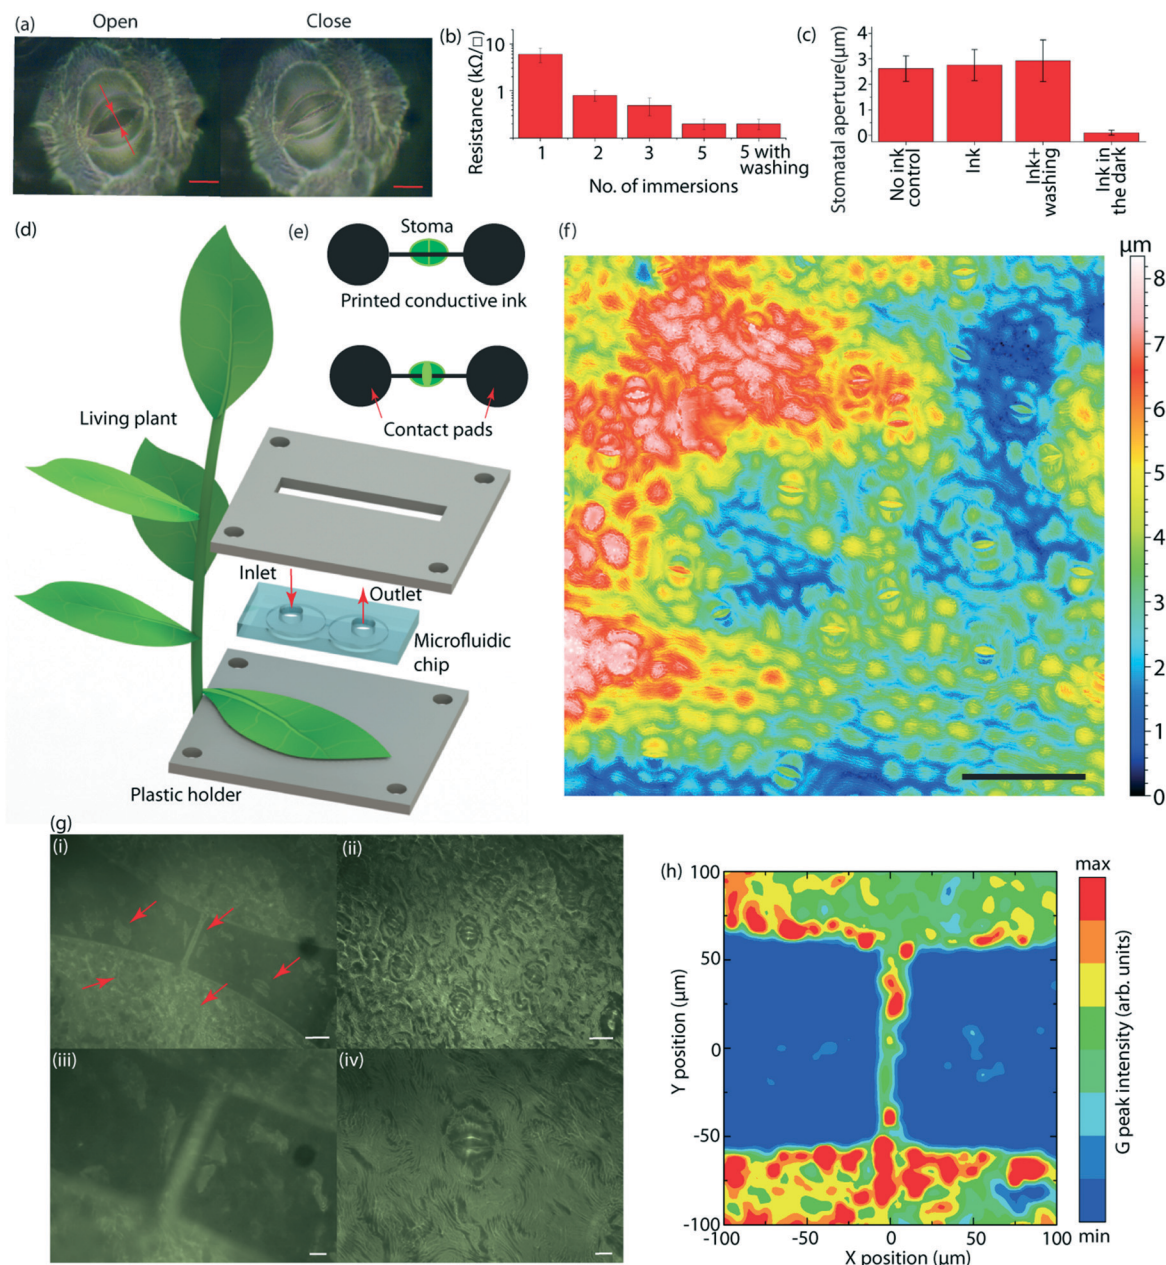 (a)
Open
Close
(b)
Resistance (kΩ/□)
10
1
1
2
3
5
5 with
washing
No. of immersions
(c)
Stomatal aperture(µm)
4
3
2
1
0
No ink
control
Ink
Ink+
washing
Ink in
the dark
(d)
Living plant
Inlet
Outlet
Microfluidic
chip
Plastic holder
(e)
Stoma
Printed conductive ink
Contact pads
(f)
µm
8
7
6
5
4
3
2
1
0
(g)
(i)
(ii)
(iii)
(iv)
(h)
100
50
0
-50
-100
Y position (µm)
-100
-50
0
50
100
X position (µm)
max
G peak intensity (arb. units)
min